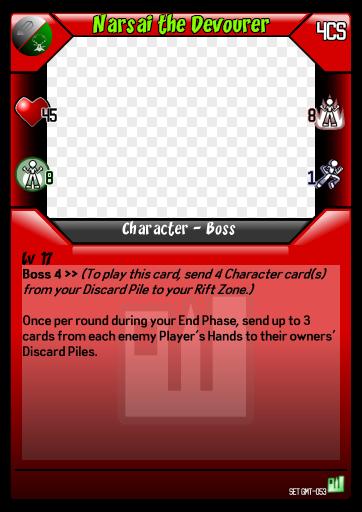 Narsai the Devourer
4CS
45
8
8
1
Character - Boss
Lv 17
Boss 4 >> (To play this card, send 4 Character card(s)
from your Discard Pile to your Rift Zone.)
Once per round during your End Phase, send up to 3
cards from each enemy Player's Hands to their owners'
Discard Piles.
SET GMT-053